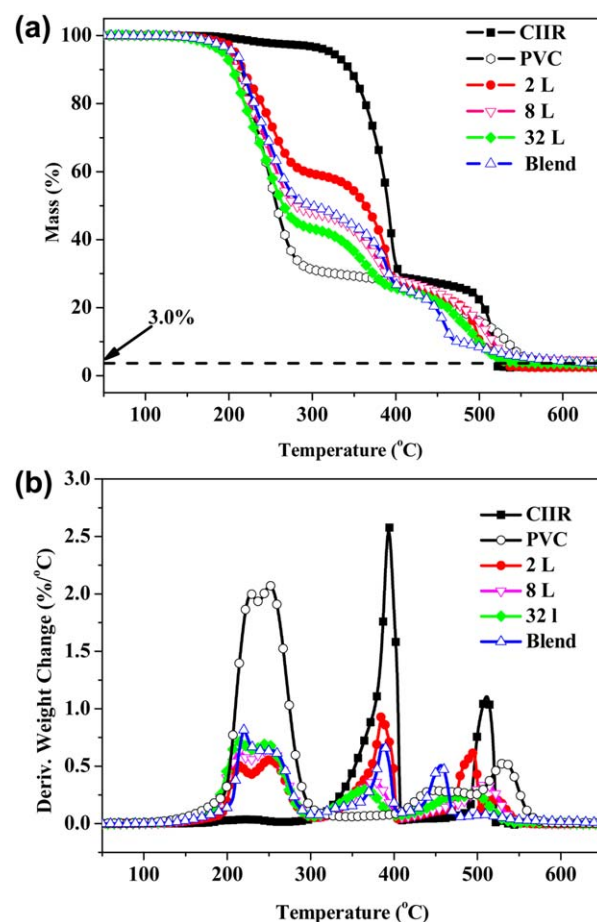 (a)
100
80
60
40
20
0
Mass (%)
CIIR
PVC
2 L
8 L
32 L
Blend
3.0%
100 200 300 400 500 600
Temperature (°C)
(b)
3.0
2.5
2.0
1.5
1.0
0.5
0.0
Deriv. Weight Change (%/°C)
CIIR
PVC
2 L
8 L
32 l
Blend
100 200 300 400 500 600
Temperature (°C)